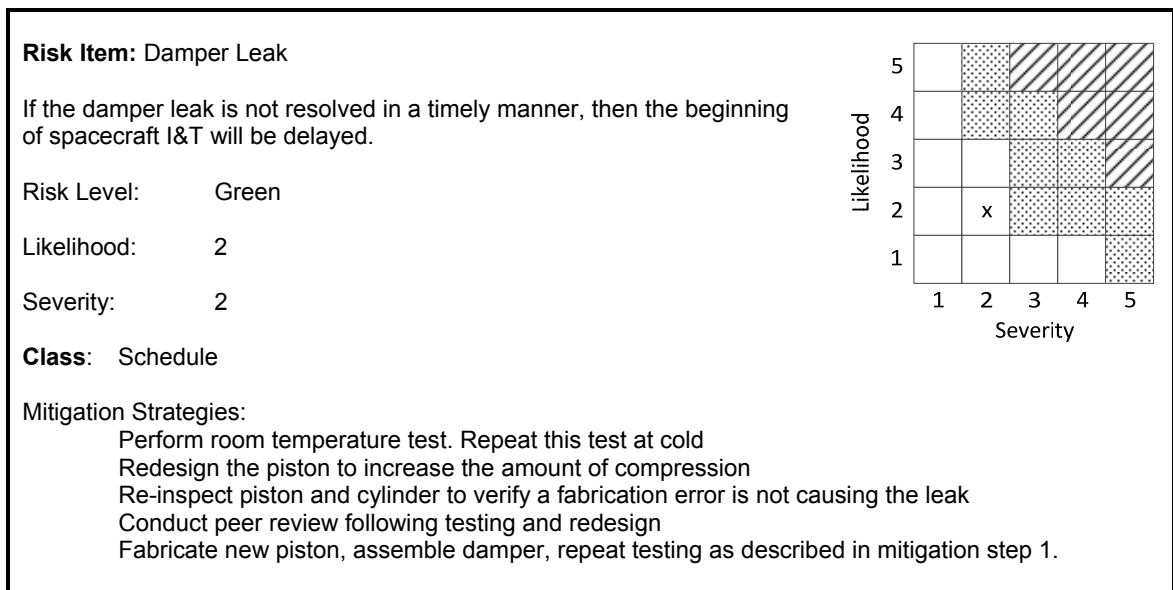 Risk Item: Damper Leak
If the damper leak is not resolved in a timely manner, then the beginning
of spacecraft I&T will be delayed.
Risk Level: Green
Likelihood: 2
Severity: 2
Class: Schedule
Mitigation Strategies:
Perform room temperature test. Repeat this test at cold
Redesign the piston to increase the amount of compression
Re-inspect piston and cylinder to verify a fabrication error is not causing the leak
Conduct peer review following testing and redesign
Fabricate new piston, assemble damper, repeat testing as described in mitigation step 1.
Likelihood
5
4
3
2 x
1
1 2 3 4 5
Severity